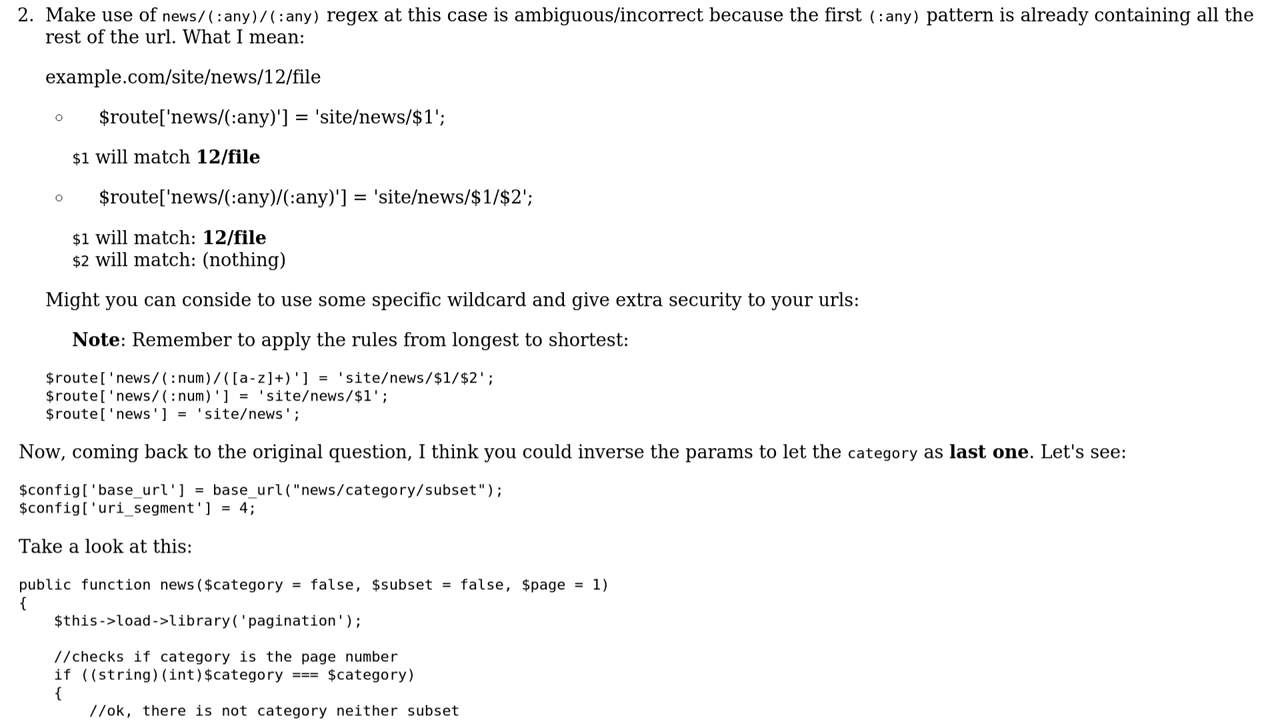 2. Make use of news/(:any)/(:any) regex at this case is ambiguous/incorrect because the first (:any) pattern is already containing all the
rest of the url. What I mean:
example.com/site/news/12/file
◦ $route['news/(:any)'] = 'site/news/$1';
$1 will match 12/file
◦ $route['news/(:any)/(:any)'] = 'site/news/$1/$2';
$1 will match: 12/file
$2 will match: (nothing)
Might you can conside to use some specific wildcard and give extra security to your urls:
Note: Remember to apply the rules from longest to shortest:
$route['news/(:num)/([a-z]+)'] = 'site/news/$1/$2';
$route['news/(:num)'] = 'site/news/$1';
$route['news'] = 'site/news';
Now, coming back to the original question, I think you could inverse the params to let the category as last one. Let's see:
$config['base_url'] = base_url("news/category/subset");
$config['uri_segment'] = 4;
Take a look at this:
public function news($category = false, $subset = false, $page = 1)
{
    $this->load->library('pagination');
    //checks if category is the page number
    if ((string)(int)$category === $category)
    {
        //ok, there is not category neither subset